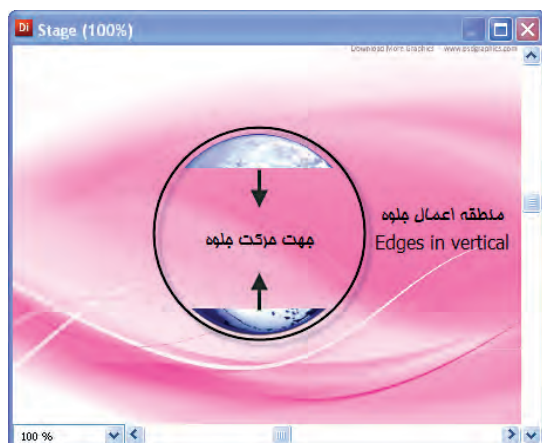 Stage (100%)
Download More Graphics - www.psdgraphics.com
منطقه اعمال جلوه
Edges in vertical
جهت حرکت جلوه
100 %